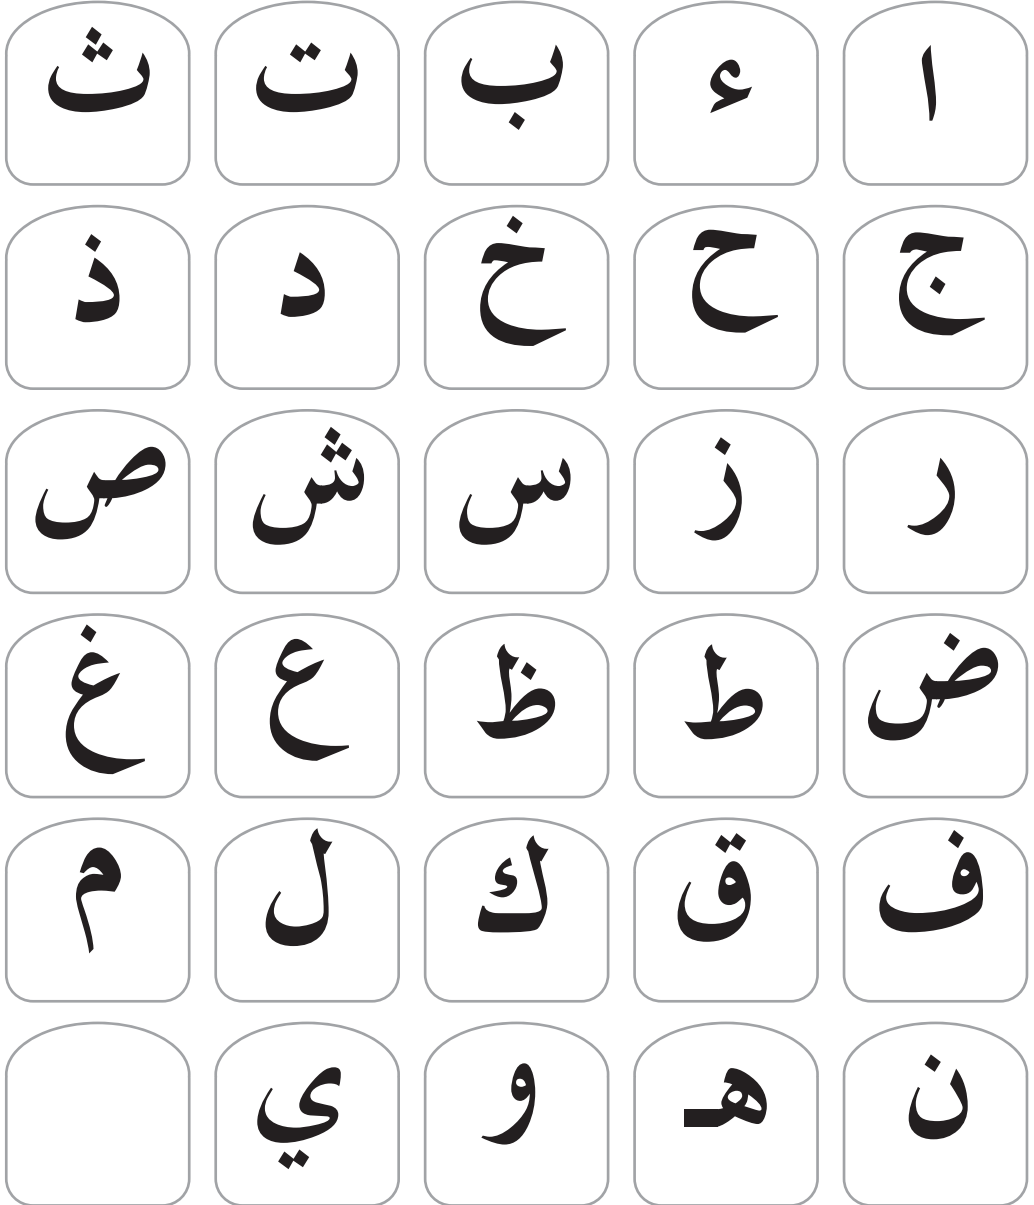 ا ء ب ت ث
ج ح خ د ذ
ر ز س ش ص
ض ط ظ ع غ
ف ق ك ل م
ن هـ و ي